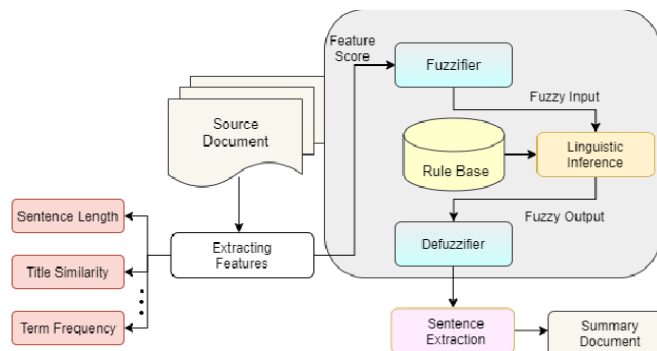 Feature
Score
Fuzzifier
Fuzzy Input
Source
Document
Rule Base
Linguistic
Inference
Sentence Length
Fuzzy Output
Extracting
Features
Defuzzifier
Title Similarity
Term Frequency
Sentence
Extraction
Summary
Document